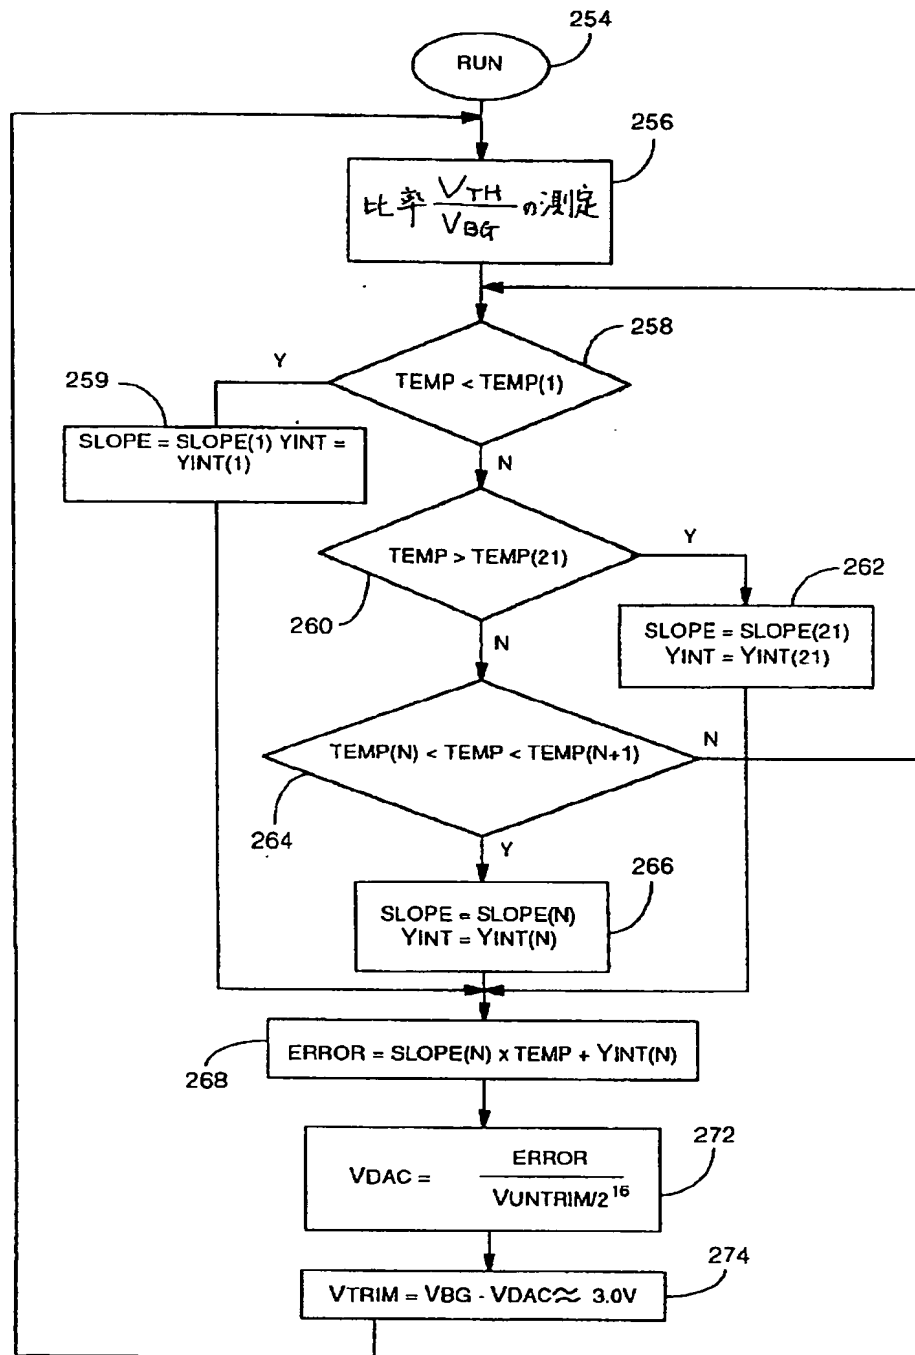 254
RUN
256
比率 VTH/VBG の測定
258
Y
TEMP < TEMP(1)
259
SLOPE = SLOPE(1) YINT =
YINT(1)
N
Y
TEMP > TEMP(21)
262
260
SLOPE = SLOPE(21)
YINT = YINT(21)
N
N
TEMP(N) < TEMP < TEMP(N+1)
264
Y
266
SLOPE = SLOPE(N)
YINT = YINT(N)
ERROR = SLOPE(N) x TEMP + YINT(N)
268
272
VDAC = ERROR
VUNTRIM/2¹⁶
274
VTRIM = VBG - VDAC≈ 3.0V